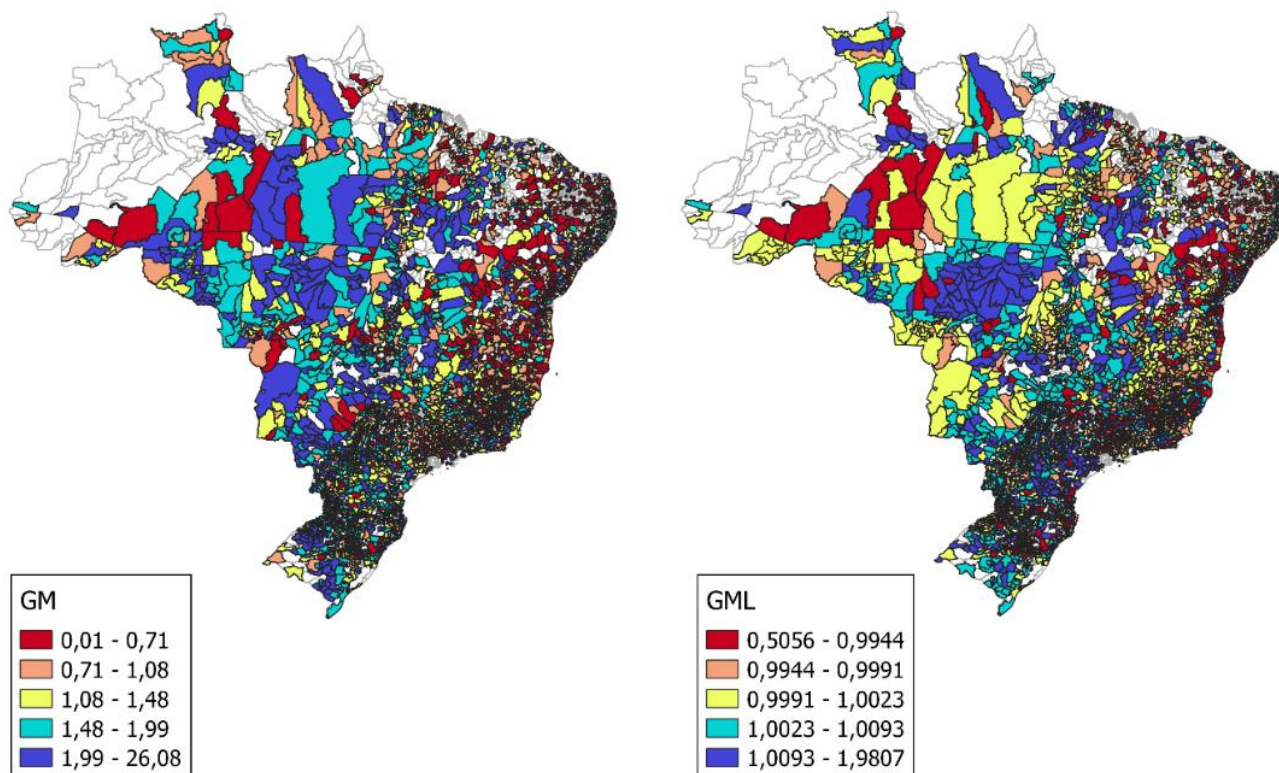 GM
0,01 - 0,71
0,71 - 1,08
1,08 - 1,48
1,48 - 1,99
1,99 - 26,08
GML
0,5056 - 0,9944
0,9944 - 0,9991
0,9991 - 1,0023
1,0023 - 1,0093
1,0093 - 1,9807